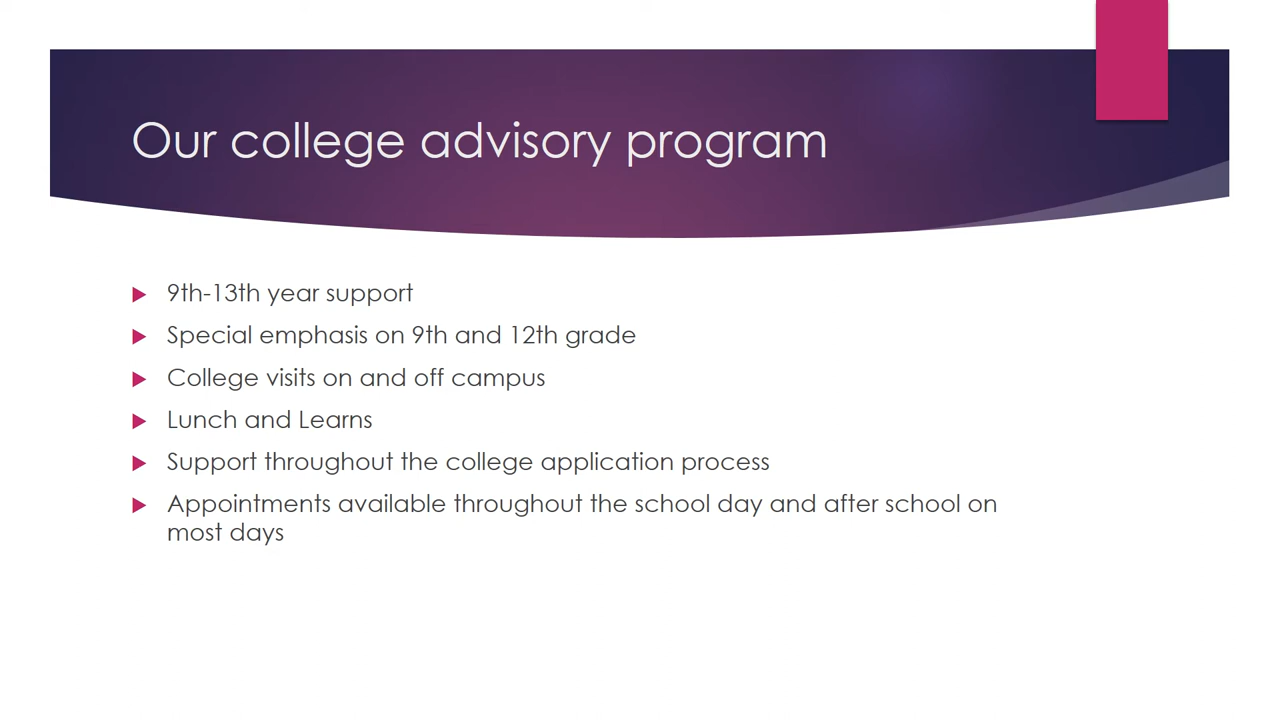 Our college advisory program
9th-13th year support
Special emphasis on 9th and 12th grade
College visits on and off campus
Lunch and Learns
Support throughout the college application process
Appointments available throughout the school day and after school on
most days